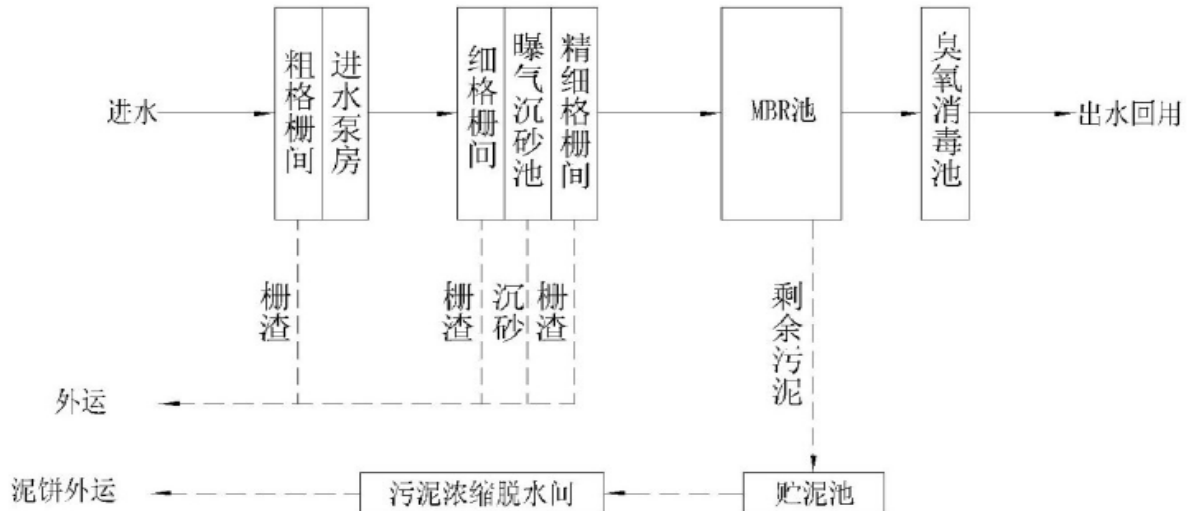 进水
粗格栅间
进水泵房
细格栅间
曝气沉砂池
精细格栅间
MBR池
臭氧消毒池
出水回用
栅渣
栅渣
沉砂
栅渣
剩余污泥
外运
泥饼外运
污泥浓缩脱水间
贮泥池